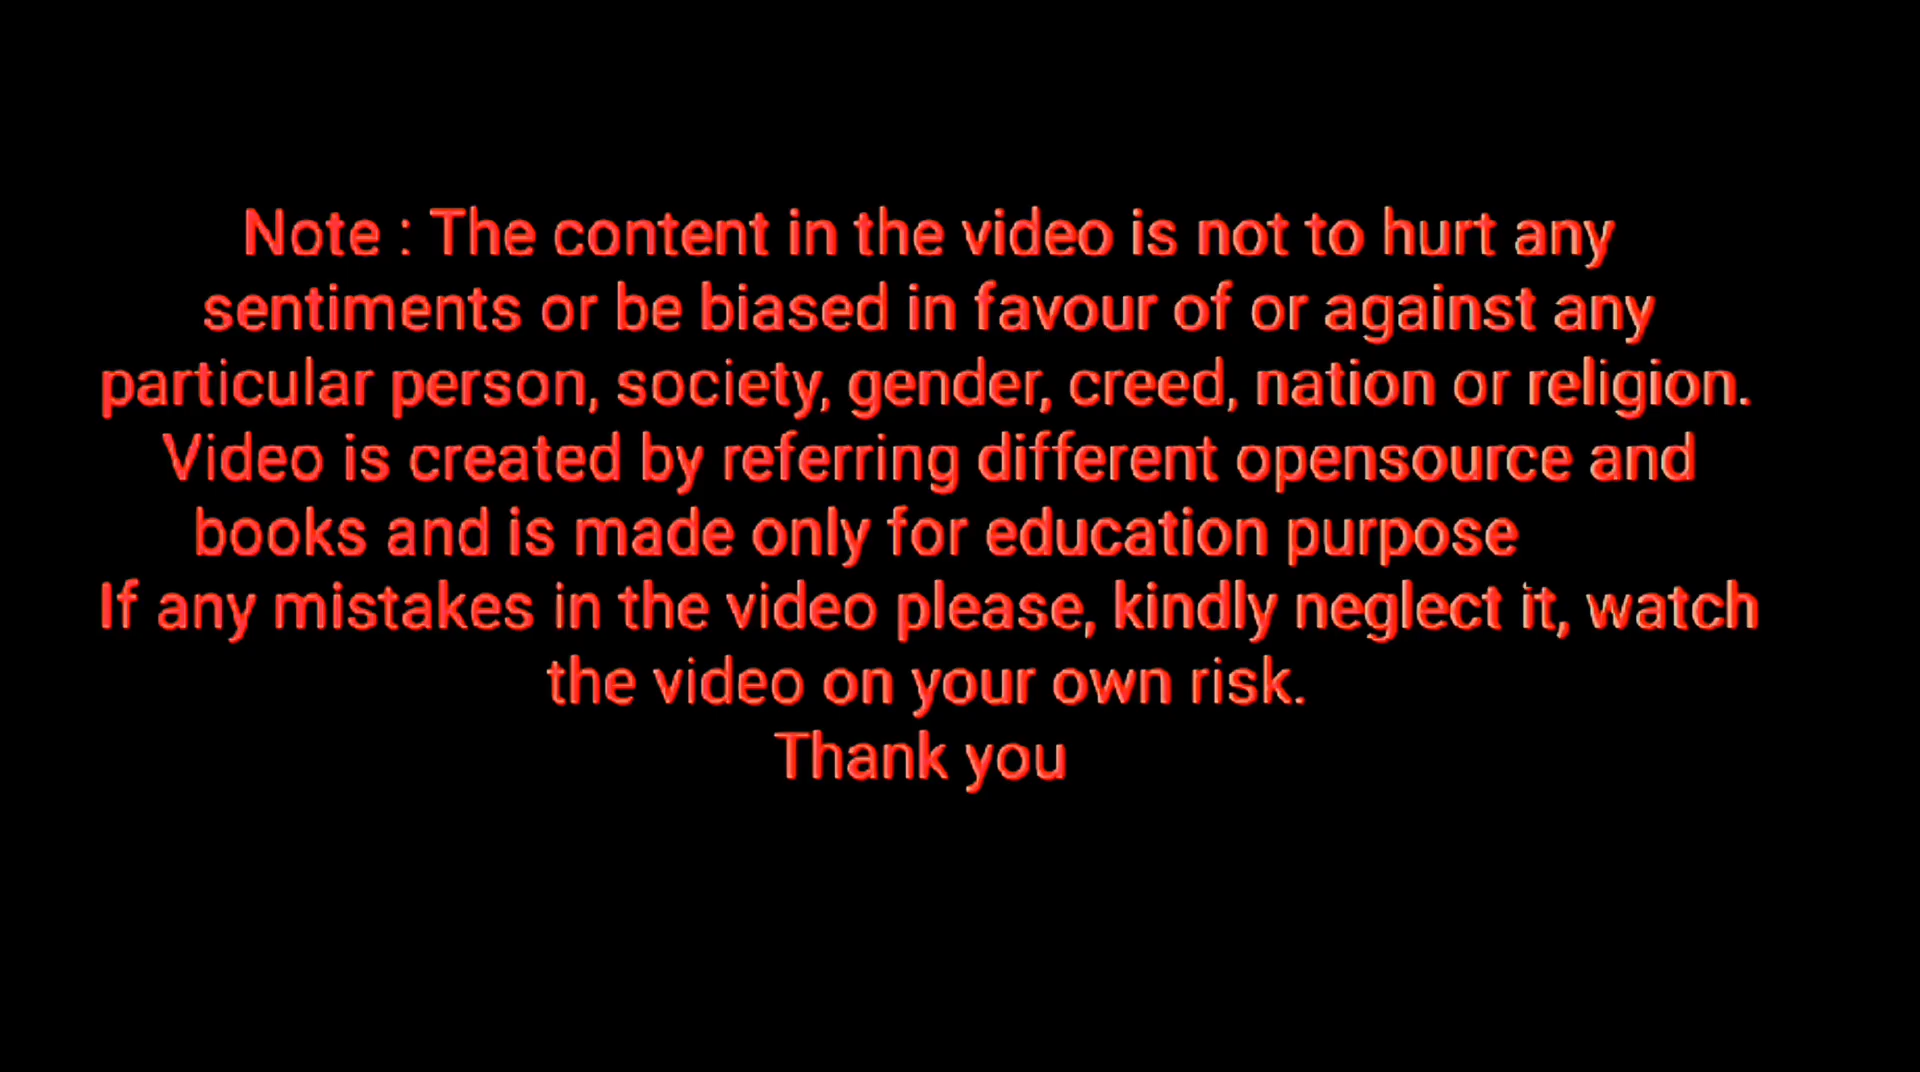 Note : The content in the video is not to hurt any
sentiments or be biased in favour of or against any
particular person, society, gender, creed, nation or religion.
Video is created by referring different opensource and
books and is made only for education purpose
If any mistakes in the video please, kindly neglect it, watch
the video on your own risk.
Thank you